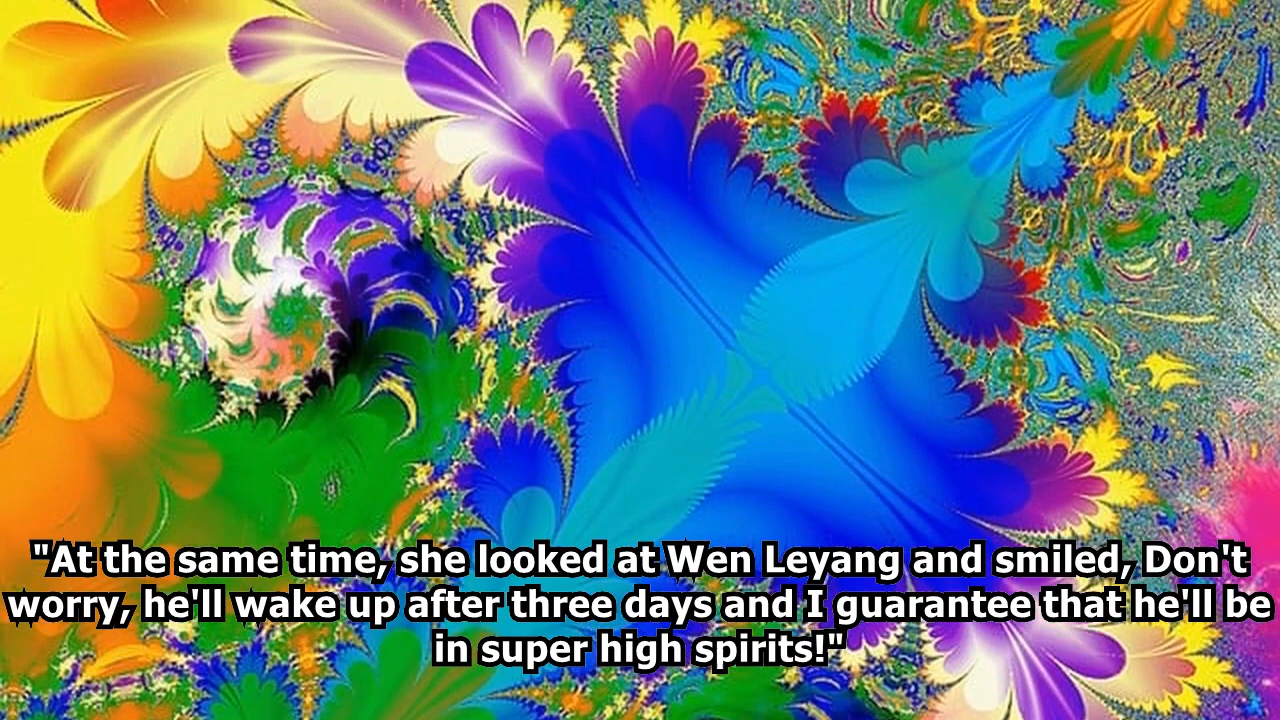 "At the same time, she looked at Wen Leyang and smiled, Don't
worry, he'll wake up after three days and I guarantee that he'll be
in super high spirits!"